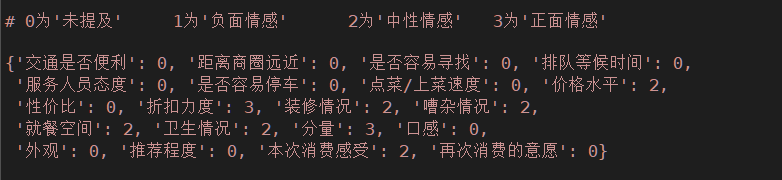 # 0为'未提及' 1为'负面情感' 2为'中性情感' 3为'正面情感'
{'交通是否便利': 0, '距离商圈远近': 0, '是否容易寻找': 0, '排队等候时间': 0,
'服务人员态度': 0, '是否容易停车': 0, '点菜/上菜速度': 0, '价格水平': 2,
'性价比': 0, '折扣力度': 3, '装修情况': 2, '嘈杂情况': 2,
'就餐空间': 2, '卫生情况': 2, '分量': 3, '口感': 0,
'外观': 0, '推荐程度': 0, '本次消费感受': 2, '再次消费的意愿': 0}